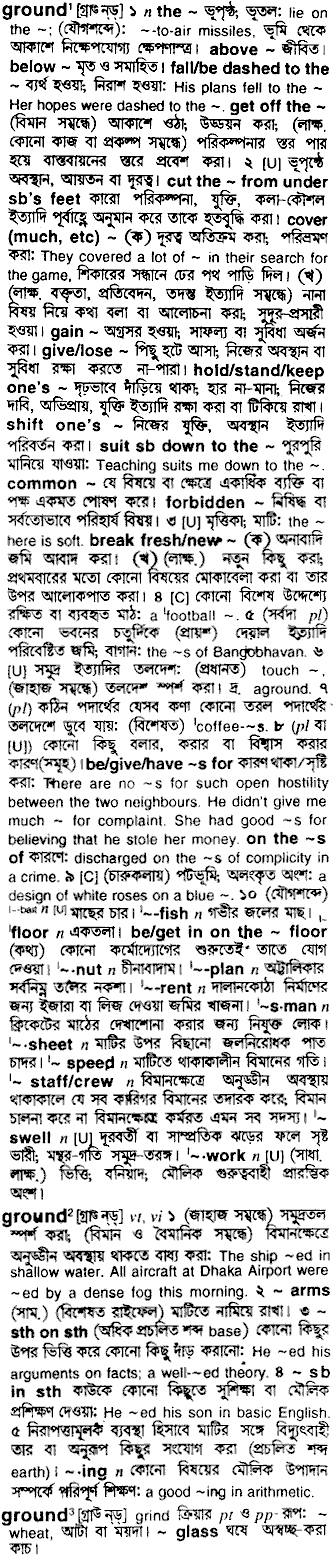 ground¹ [গ্রাউন্‌ড্] ১ n the ~ ভূপৃষ্ঠ; ভূতল: lie on
the ~; (যৌগশব্দে): ~-to-air missiles, ভূমি থেকে
আকাশে নিক্ষেপযোগ্য ক্ষেপণাস্ত্র। above ~ জীবিত।
below ~ মৃত ও সমাহিত। fall/be dashed to the
~ ব্যর্থ হওয়া; নিরাশ হওয়া: His plans fell to the ~
Her hopes were dashed to the ~. get off the ~
(বিমান সম্বন্ধে) আকাশে ওঠা; উড্ডয়ন করা; (লাক্ষ.
কোনো কাজ বা প্রকল্প সম্বন্ধে) পরিকল্পনার স্তর পার
হয়ে বাস্তবায়নের স্তরে প্রবেশ করা। ২ [U] ভূপৃষ্ঠে
অবস্থান, আয়তন বা দূরত্ব। cut the ~ from under
sb's feet কারো পরিকল্পনা, যুক্তি, কলা-কৌশল
ইত্যাদি পূর্বাহ্ণে অনুমান করে তাকে হতবুদ্ধি করা। cover
(much, etc) ~ (ক) দূরত্ব অতিক্রম করা; পরিভ্রমণ
করা: They covered a lot of ~ in their search for
the game, শিকারের সন্ধানে ঢের পথ পাড়ি দিল। (খ)
(লাক্ষ. বক্তৃতা, প্রতিবেদন, তদন্ত ইত্যাদি সম্বন্ধে) নানা
বিষয় নিয়ে কথা বলা বা আলোচনা করা; সুদূর-প্রসারী
হওয়া। gain ~ অগ্রসর হওয়া; সাফল্য বা সুবিধা অর্জন
করা। give/lose ~ পিছু হটে আসা; নিজের অবস্থান বা
সুবিধা রক্ষা করতে না-পারা। hold/stand/keep
one's ~ দৃঢ়ভাবে দাঁড়িয়ে থাকা; হার না-মানা; নিজের
দাবি, অভিপ্রায়, যুক্তি ইত্যাদি রক্ষা করা বা টিকিয়ে রাখা।
shift one's ~ নিজের যুক্তি, অবস্থান ইত্যাদি
পরিবর্তন করা। suit sb down to the ~ পুরপুরি
মানিয়ে যাওয়া: Teaching suits me down to the ~.
common ~ যে বিষয়ে বা ক্ষেত্রে একাধিক ব্যক্তি বা
পক্ষ একমত পোষণ করে। forbidden ~ নিষিদ্ধ বা
সর্বতোভাবে পরিহার্য বিষয়। ৩ [U] মৃত্তিকা; মাটি: the ~
here is soft. break fresh/new ~ (ক) অনাবাদি
জমি আবাদ করা। (খ) (লাক্ষ.) নতুন কিছু করা;
প্রথমবারের মতো কোনো বিষয়ের মোকাবেলা করা বা তার
উপর আলোকপাত করা। ৪ [C] কোনো বিশেষ উদ্দেশ্যে
রক্ষিত বা ব্যবহৃত মাঠ: a ˈfootball ~. ৫ (সর্বদা pl)
কোনো ভবনের চতুর্দিকে (প্রায়শ) দেয়াল ইত্যাদি
পরিবেষ্টিত জমি; বাগান: the ~s of Bangobhavan. ৬
[U] সমুদ্র ইত্যাদির তলদেশ: (প্রধানত) touch ~,
(জাহাজ সম্বন্ধে) তলদেশ স্পর্শ করা। দ্র. aground. ৭
(pl) কঠিন পদার্থের যেসব কণা কোনো তরল পদার্থের
তলদেশে ডুবে যায়: (বিশেষত) ˈcoffee-~s. ৮ (pl বা
[U]) কোনো কিছু বলার, করার বা বিশ্বাস করার
কারণ(সমূহ)। be/give/have ~s for কারণ থাকা/সৃষ্টি
করা: There are no ~s for such open hostility
between the two neighbours. He didn't give me
much ~ for complaint. She had good ~s for
believing that he stole her money. on the ~s
of কারণে: discharged on the ~s of complicity in
a crime. ৯ [C] (চারুকলায়) পটভূমি; অলংকৃত অংশ: a
design of white roses on a blue ~. ১০ (যৌগশব্দে)
ˈ~-bait n [U] মাছের চার। ˈ~-fish n গভীর জলের মাছ। ˌ~
ˈfloor n একতলা। be/get in on the ~ floor
(কথ্য) কোনো কর্মোদ্যোগের শুরুতেই তাতে যোগ
দেওয়া। ˈ~-nut n চীনাবাদাম। ˈ~-plan n অট্টালিকার
সর্বনিম্ন তলের নকশা। ˈ~-rent n দালানকোঠা নির্মাণের
জন্য ইজারা বা লিজ দেওয়া জমির খাজনা। ˈ~s-man n
ক্রিকেটের মাঠের দেখাশোনা করার জন্য নিযুক্ত লোক।
ˈ~-sheet n মাটির উপর বিছানো জলনিরোধক পাত
চাদর। ˈ~ speed n মাটিতে থাকাকালীন বিমানের গতি।
ˈ~ staff/crew n বিমানক্ষেত্রে অনুড্ডীন অবস্থায়
থাকাকালে যে সব কারিগর বিমানের তদারক করে; বিমান
চালনা করে না বিমানক্ষেত্রে কর্মরত এমন সব সদস্য। ˈ~
swell n [U] দূরবর্তী বা সাম্প্রতিক ঝড়ের ফলে সৃষ্ট
ভারী; মন্থর-গতি সমুদ্র-তরঙ্গ। ˈ~-work n [U] (সাধা.
লাক্ষ.) ভিত্তি; বনিয়াদ; মৌলিক গুরুত্ববাহী প্রারম্ভিক
অংশ।
ground² [গ্রাউন্‌ড্] vt, vi ১ (জাহাজ সম্বন্ধে) সমুদ্রতল
স্পর্শ করা; (বিমান ও বৈমানিক সম্বন্ধে) বিমানক্ষেত্রে
অনুড্ডীন অবস্থায় থাকতে বাধ্য করা: The ship ~ed in
shallow water. All aircraft at Dhaka Airport were
~ed by a dense fog this morning. ২ ~ arms
(সাম.) (বিশেষত রাইফেল) মাটিতে নামিয়ে রাখা। ৩ ~
sth on sth (অধিক প্রচলিত শব্দ base) কোনো কিছুর
উপর ভিত্তি করে কোনো কিছু দাঁড় করানো: He ~ed his
arguments on facts; a well-~ed theory. ৪ ~ sb
in sth কাউকে কোনো কিছুতে সুশিক্ষা বা মৌলিক
প্রশিক্ষণ দেওয়া: He ~ed his son in basic English.
৫ নিরাপত্তামূলক ব্যবস্থা হিসাবে মাটির সঙ্গে বিদ্যুৎবাহী
তার বা অনুরূপ কিছুর সংযোগ করা (প্রচলিত শব্দ
earth)। ~ing n কোনো বিষয়ের মৌলিক উপাদান
সম্পর্কে পরিপূর্ণ শিক্ষণ: a good ~ing in arithmetic.
ground³ [গ্রাউন্‌ড্] grind ক্রিয়ার pt ও pp-রূপ: ~
wheat, আটা বা ময়দা। ~ glass ঘষে অস্বচ্ছ-করা
কাচ।